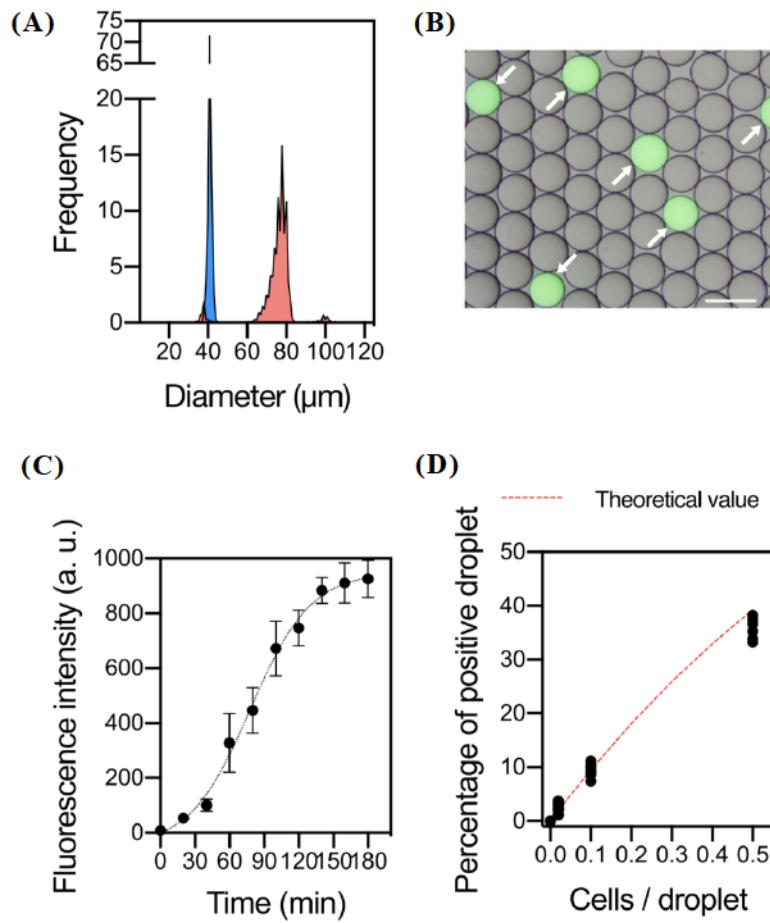 (A)
Frequency
75
70
65
20
15
10
5
0
20 40 60 80 100 120
Diameter (μm)
(B)
(C)
Fluorescence intensity (a. u.)
1000
800
600
400
200
0
0 30 60 90 120 150 180
Time (min)
(D)
Theoretical value
Percentage of positive droplet
50
40
30
20
10
0
0.0 0.1 0.2 0.3 0.4 0.5
Cells / droplet